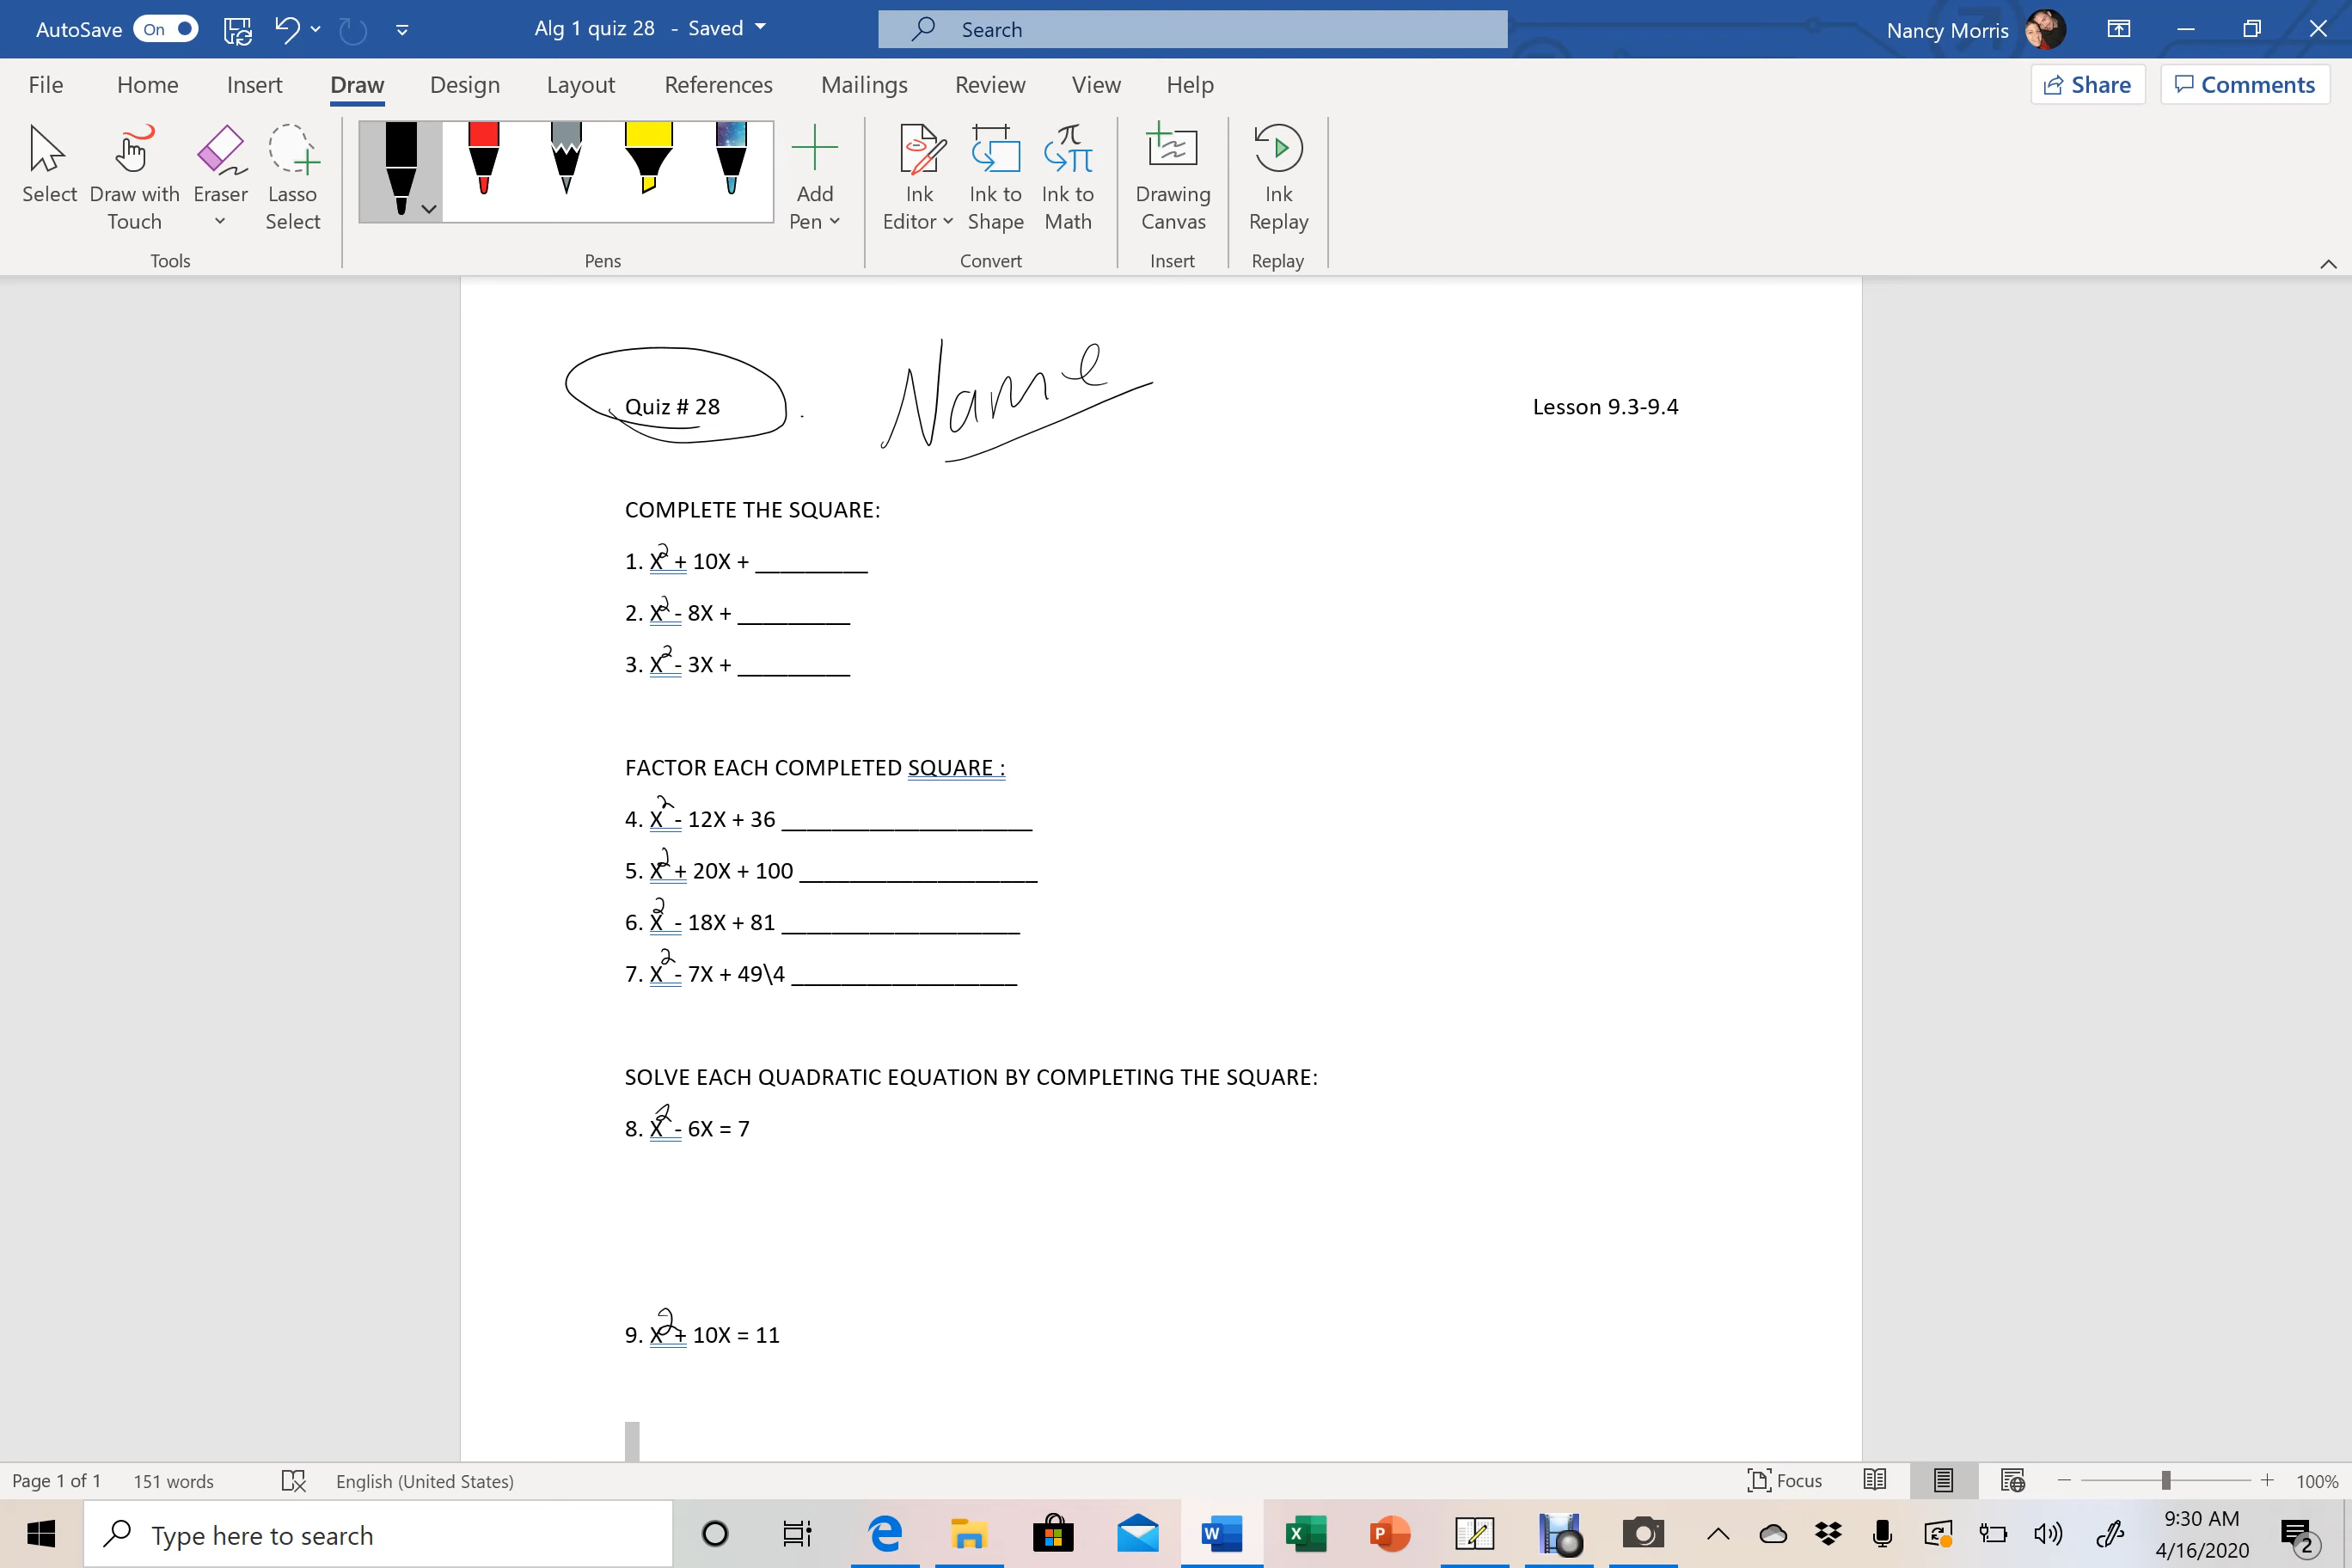 AutoSave On Alg 1 quiz 28 - Saved Search Nancy Morris
File Home Insert Draw Design Layout References Mailings Review View Help Share Comments
Select Draw with Touch Eraser Lasso Select Add Pen Ink Editor Ink to Shape Ink to Math Drawing Canvas Ink Replay
Tools Pens Convert Insert Replay
Quiz # 28 . Name Lesson 9.3-9.4
COMPLETE THE SQUARE:
1. X² + 10X + _________
2. X² - 8X + _________
3. X² - 3X + _________
FACTOR EACH COMPLETED SQUARE :
4. X² - 12X + 36 ____________________
5. X² + 20X + 100 ___________________
6. X² - 18X + 81 ___________________
7. X² - 7X + 49\4 __________________
SOLVE EACH QUADRATIC EQUATION BY COMPLETING THE SQUARE:
8. X² - 6X = 7
9. X² + 10X = 11
Page 1 of 1 151 words English (United States) Focus 100%
Type here to search 9:30 AM
4/16/2020 2